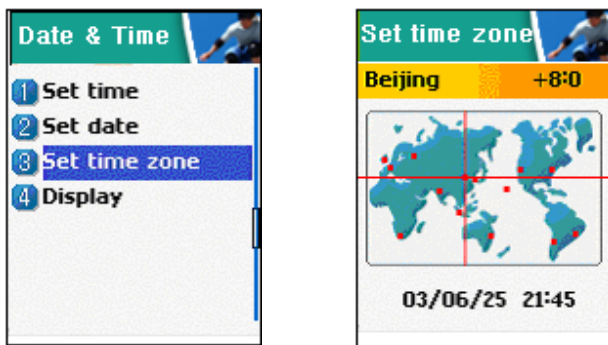 Date & Time
1 Set time
2 Set date
3 Set time zone
4 Display
Set time zone
Beijing +8:0
03/06/25 21:45